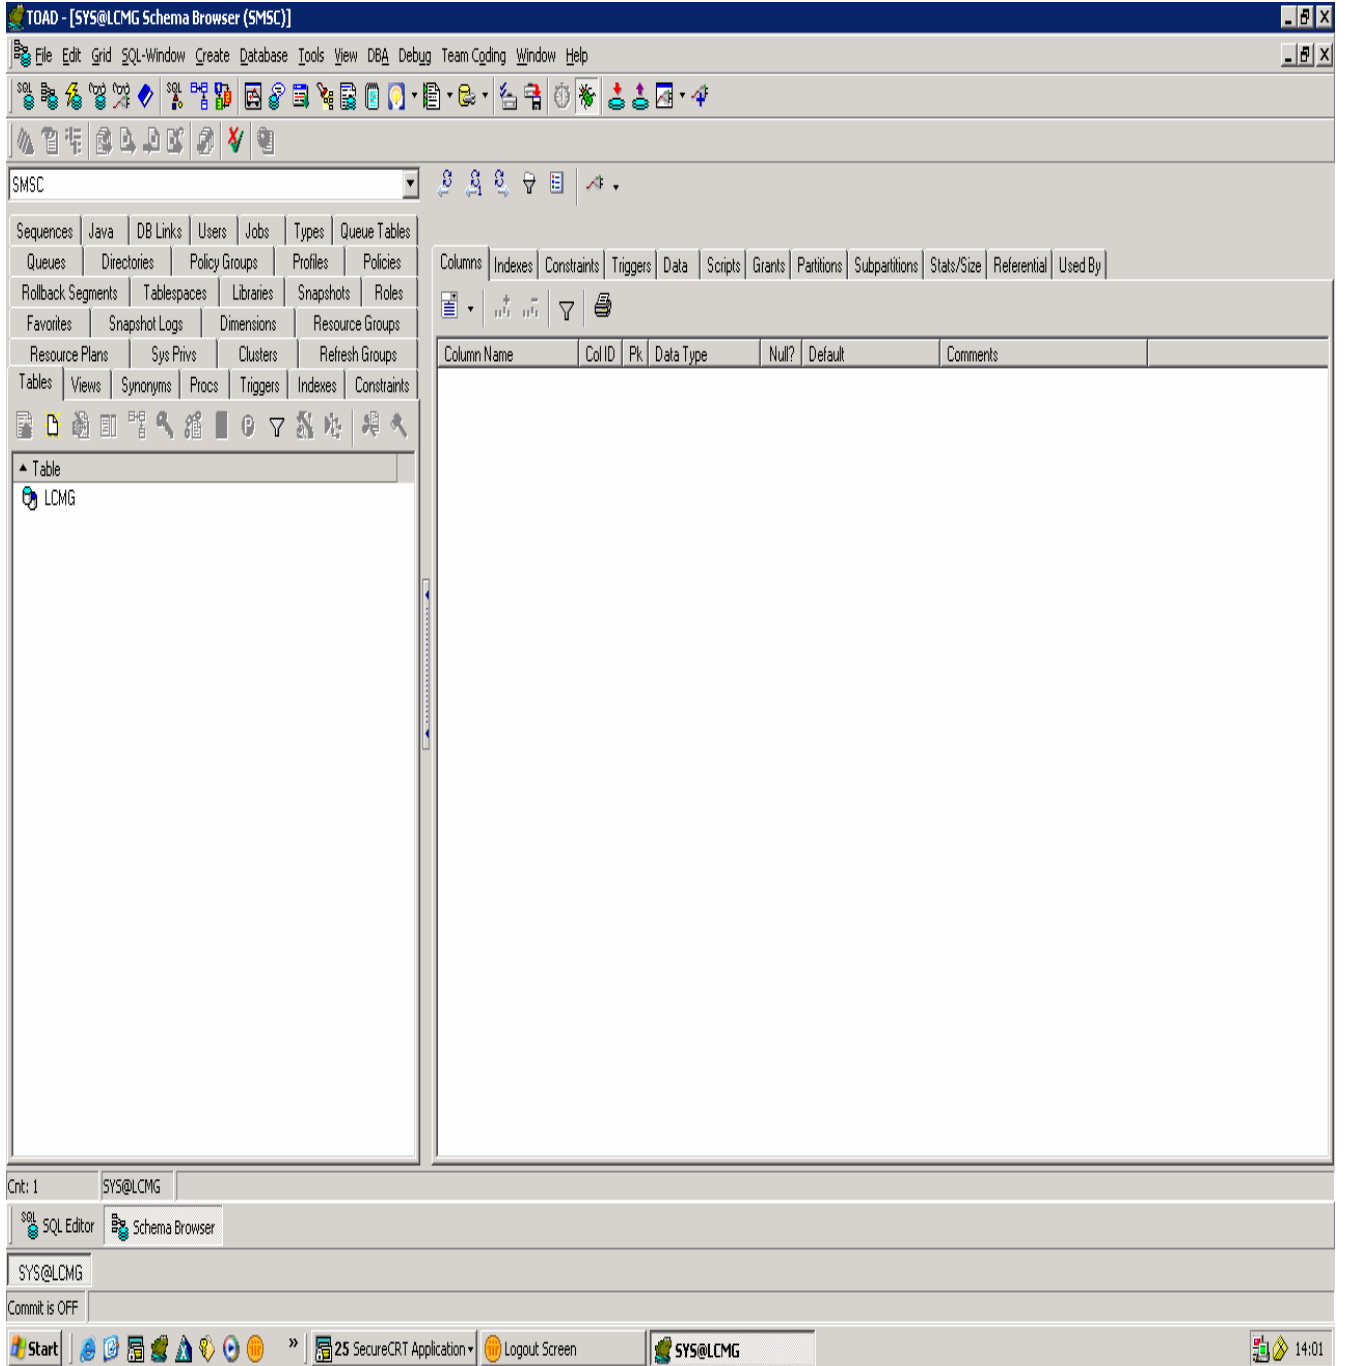 TOAD - [SYS@LCMG Schema Browser (SMSC)]
File Edit Grid SQL-Window Create Database Tools View DBA Debug Team Coding Window Help
SMSC
Sequences Java DB Links Users Jobs Types Queue Tables
Queues Directories Policy Groups Profiles Policies
Rollback Segments Tablespaces Libraries Snapshots Roles
Favorites Snapshot Logs Dimensions Resource Groups
Resource Plans Sys Privs Clusters Refresh Groups
Tables Views Synonyms Procs Triggers Indexes Constraints
Table
LCMG
Columns Indexes Constraints Triggers Data Scripts Grants Partitions Subpartitions Stats/Size Referential Used By
Column Name Col ID Pk Data Type Null? Default Comments
Cnt: 1 SYS@LCMG
SQL Editor Schema Browser
SYS@LCMG
Commit is OFF
Start » 25 SecureCRT Application Logout Screen SYS@LCMG 14:01